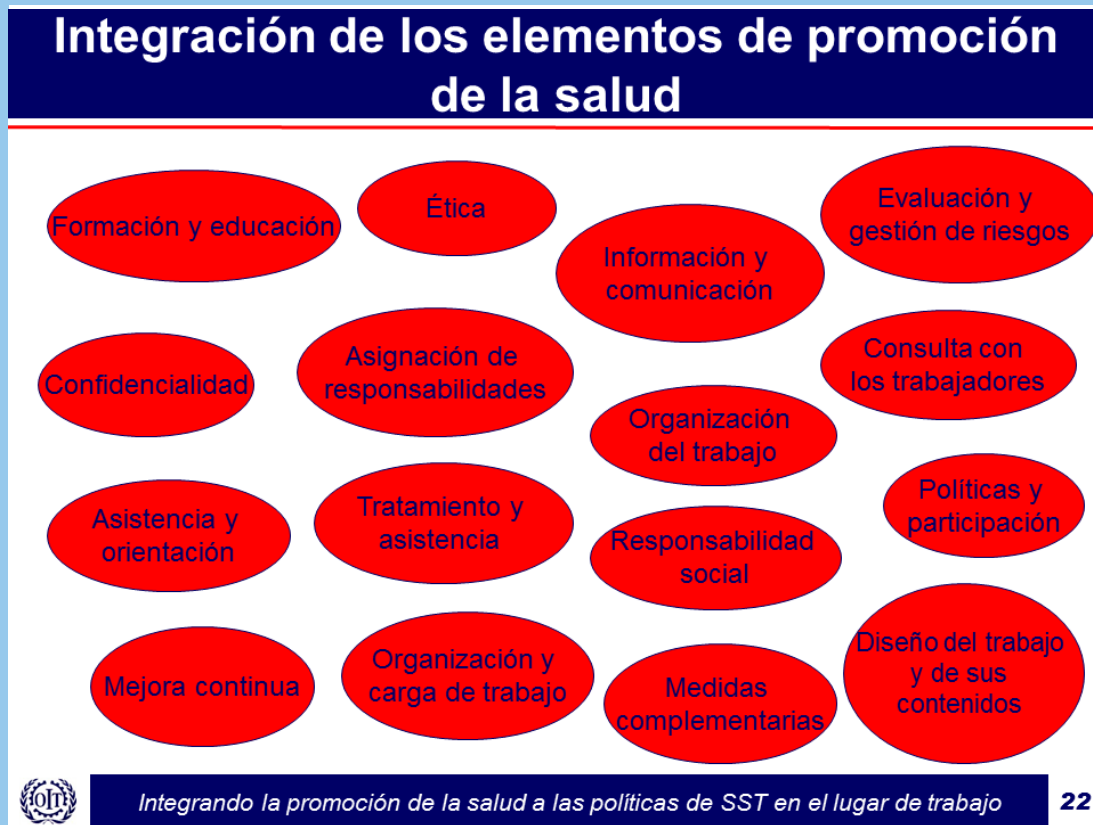 Integración de los elementos de promoción
de la salud
Formación y educación
Ética
Información y
comunicación
Evaluación y
gestión de riesgos
Confidencialidad
Asignación de
responsabilidades
Organización
del trabajo
Consulta con
los trabajadores
Asistencia y
orientación
Tratamiento y
asistencia
Responsabilidad
social
Políticas y
participación
Mejora continua
Organización y
carga de trabajo
Medidas
complementarias
Diseño del trabajo
y de sus
contenidos
OIT
Integrando la promoción de la salud a las políticas de SST en el lugar de trabajo
22